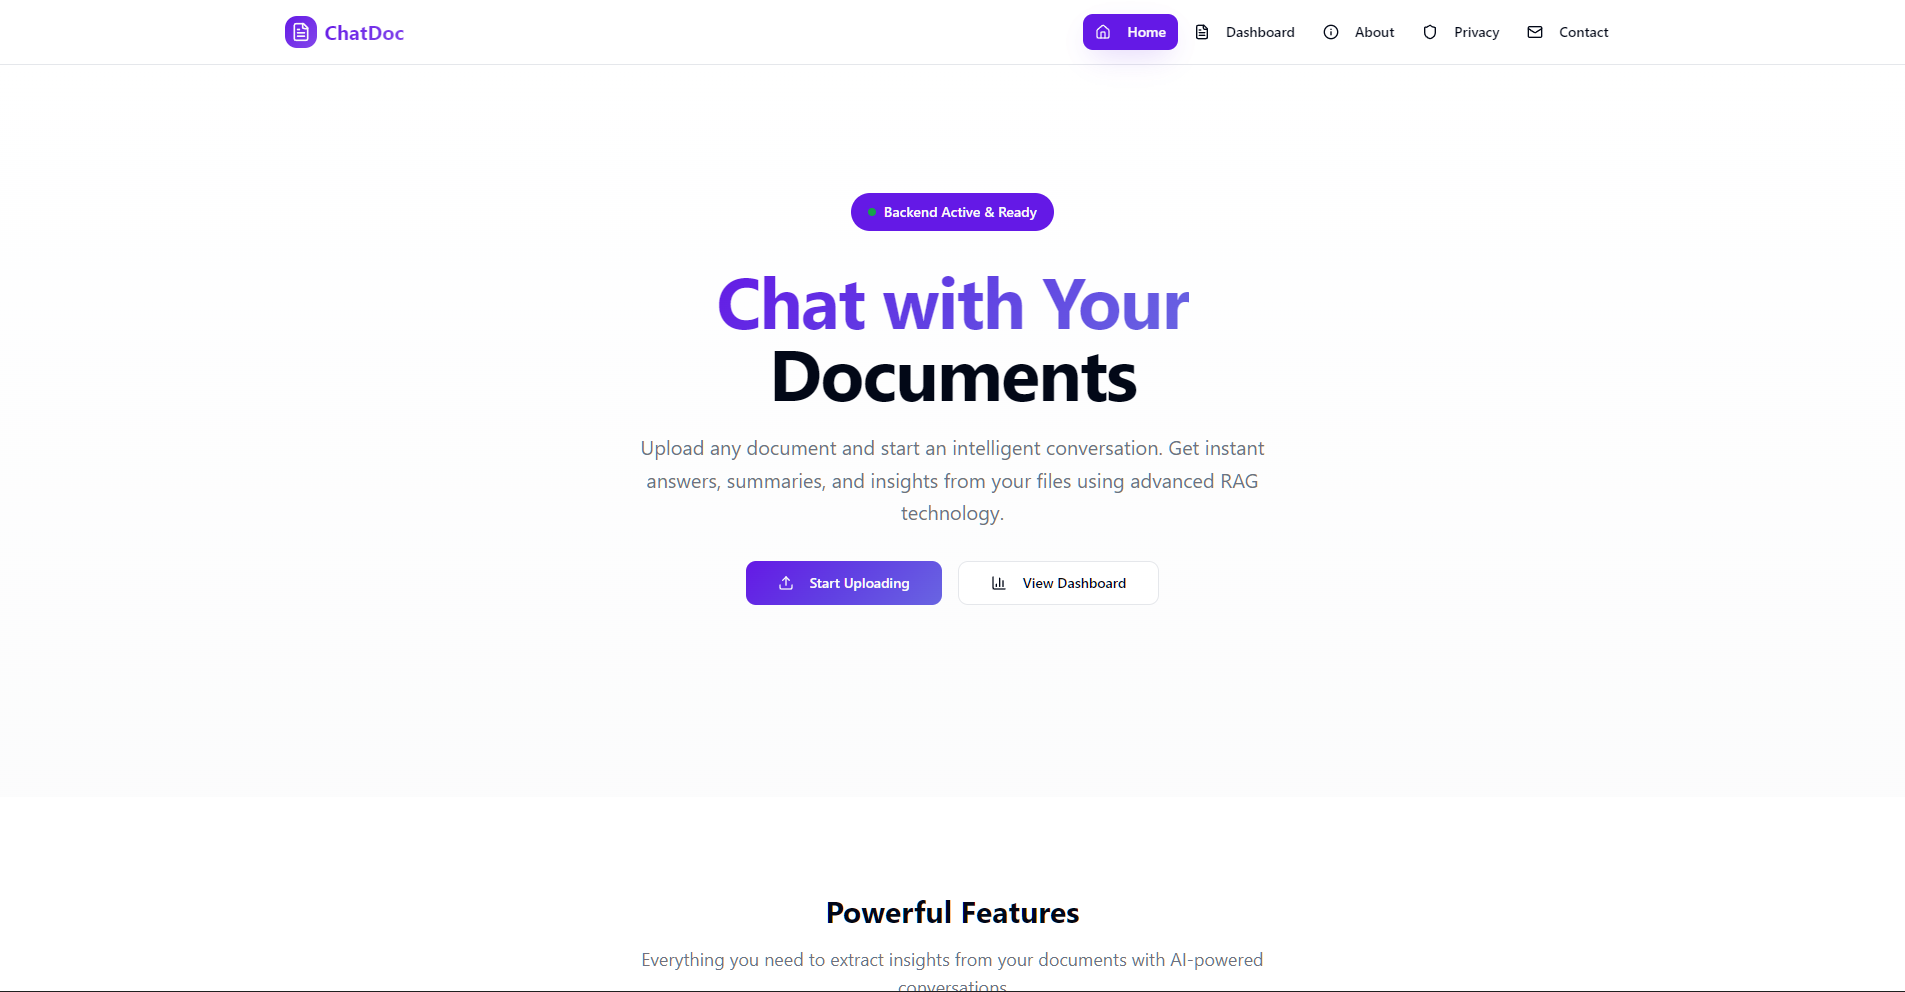 ChatDoc
Home
Dashboard
About
Privacy
Contact
Backend Active & Ready
Chat with Your
Documents
Upload any document and start an intelligent conversation. Get instant
answers, summaries, and insights from your files using advanced RAG
technology.
Start Uploading
View Dashboard
Powerful Features
Everything you need to extract insights from your documents with AI-powered
conversations